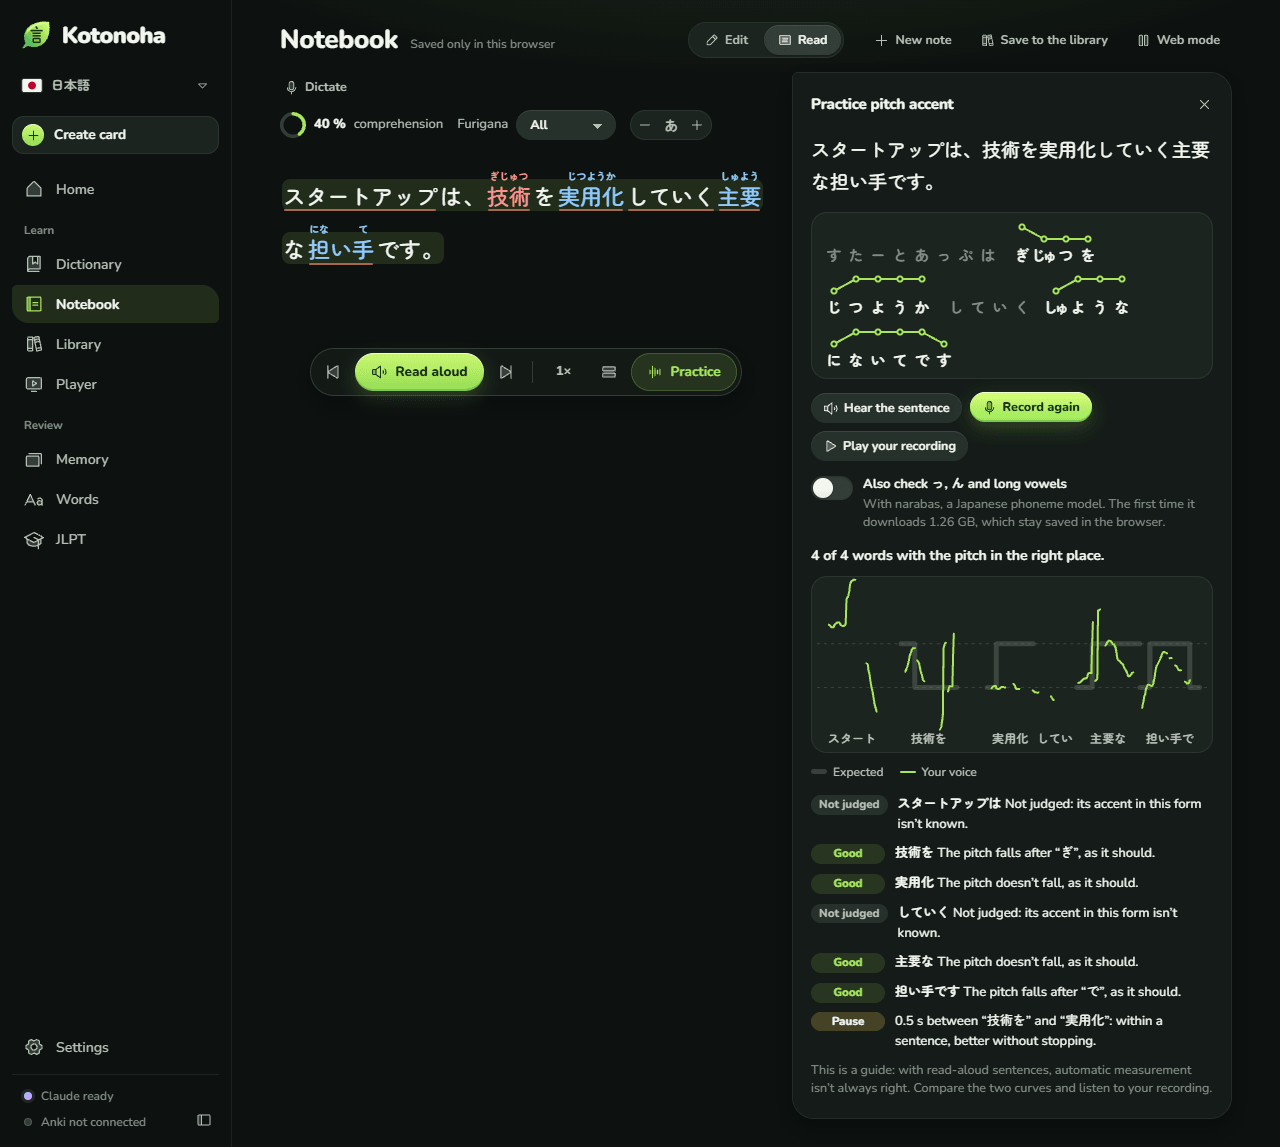 言 Kotonoha
日本語
Create card
Home
Learn
Dictionary
Notebook
Library
Player
Review
Memory
Aa Words
JLPT
Settings
Claude ready
Anki not connected
Notebook Saved only in this browser
Edit Read New note Save to the library Web mode
Dictate
40 % comprehension Furigana All − あ +
ぎじゅつ じつようか しゅよう
スタートアップは、技術を実用化していく主要
にな て
な担い手です。
Read aloud 1× Practice
Practice pitch accent
スタートアップは、技術を実用化していく主要
な担い手です。
すたーとあっぷは ぎじゅつを
じつようか していく しゅような
にないてです
Hear the sentence Record again
Play your recording
Also check っ, ん and long vowels
With narabas, a Japanese phoneme model. The first time it
downloads 1.26 GB, which stay saved in the browser.
4 of 4 words with the pitch in the right place.
スタート 技術を 実用化 してい 主要な 担い手で
Expected Your voice
Not judged スタートアップは Not judged: its accent in this form
isn't known.
Good 技術を The pitch falls after “ぎ”, as it should.
Good 実用化 The pitch doesn't fall, as it should.
Not judged していく Not judged: its accent in this form isn't
known.
Good 主要な The pitch doesn't fall, as it should.
Good 担い手です The pitch falls after “で”, as it should.
Pause 0.5 s between “技術を” and “実用化”: within a
sentence, better without stopping.
This is a guide: with read-aloud sentences, automatic measurement
isn't always right. Compare the two curves and listen to your recording.